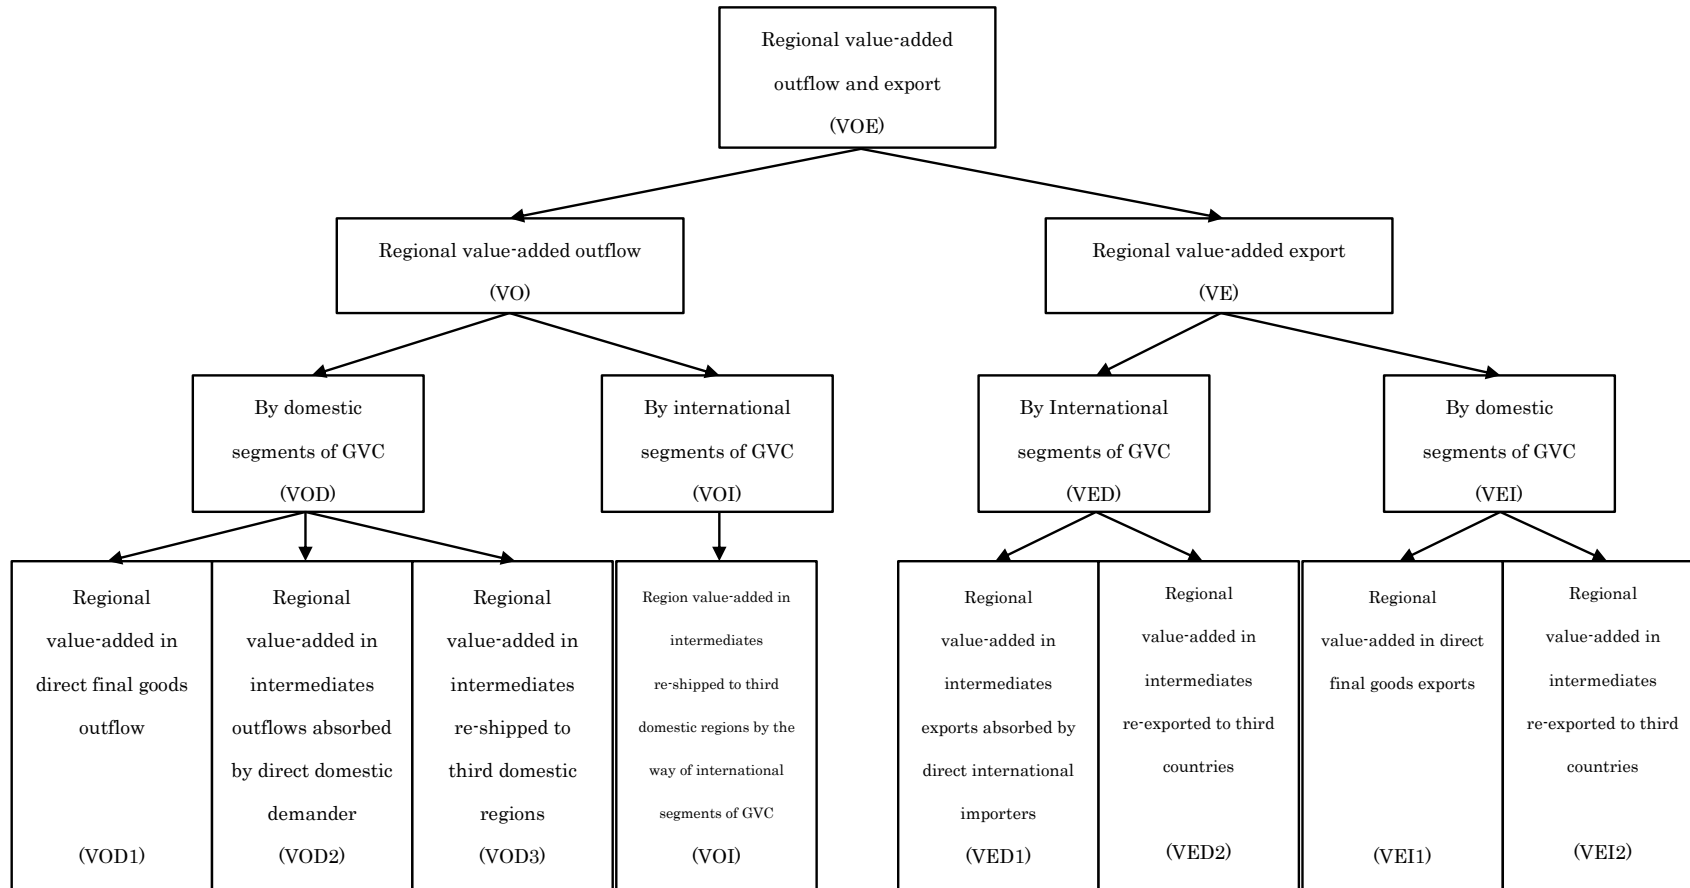 Regional value-added
outflow and export
(VOE)
Regional value-added outflow
(VO)
Regional value-added export
(VE)
By domestic
segments of GVC
(VOD)
By international
segments of GVC
(VOI)
By International
segments of GVC
(VED)
By domestic
segments of GVC
(VEI)
Regional
value-added in
direct final goods
outflow
(VOD1)
Regional
value-added in
intermediates
outflows absorbed
by direct domestic
demander
(VOD2)
Regional
value-added in
intermediates
re-shipped to
third domestic
regions
(VOD3)
Region value-added in
intermediates
re-shipped to third
domestic regions by the
way of international
segments of GVC
(VOI)
Regional
value-added in
intermediates
exports absorbed by
direct international
importers
(VED1)
Regional
value-added in
intermediates
re-exported to third
countries
(VED2)
Regional
value-added in direct
final goods exports
(VEI1)
Regional
value-added in
intermediates
re-exported to third
countries
(VEI2)